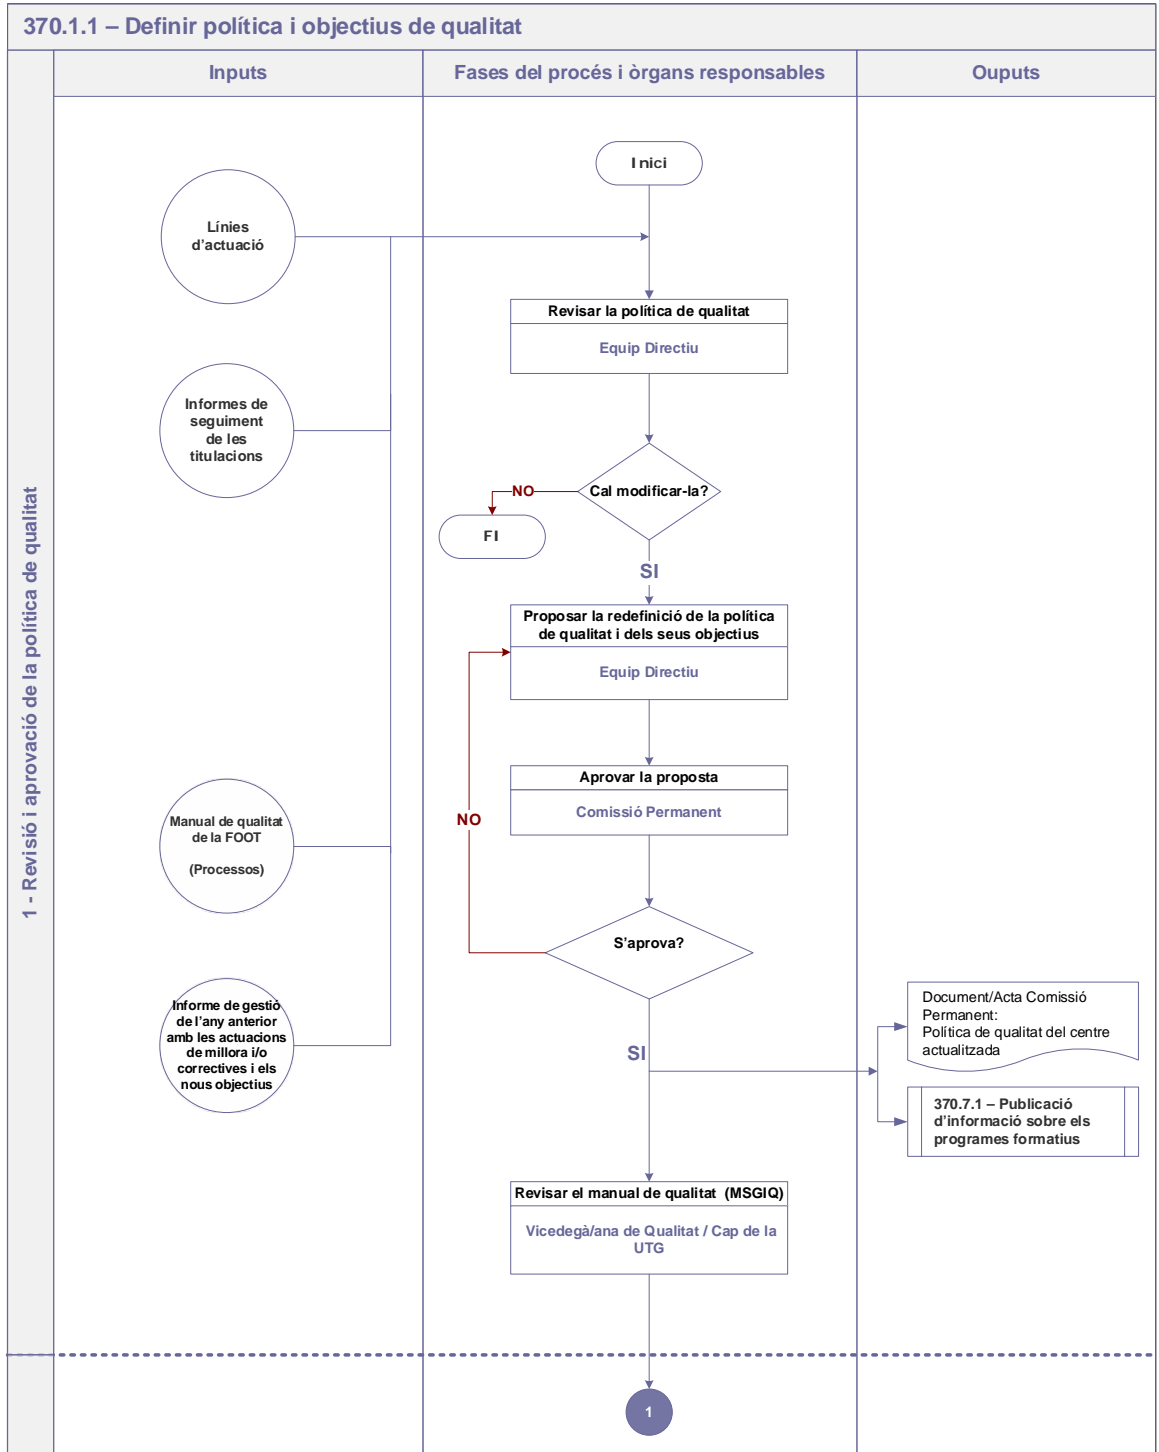 370.1.1 – Definir política i objectius de qualitat
Inputs
Fases del procés i òrgans responsables
Ouputs
1 - Revisió i aprovació de la política de qualitat
Inici
Línies
d'actuació
Revisar la política de qualitat
Equip Directiu
Informes de
seguiment
de les
titulacions
Cal modificar-la?
NO
FI
SI
Proposar la redefinició de la política
de qualitat i dels seus objectius
Equip Directiu
Aprovar la proposta
Comissió Permanent
NO
Manual de qualitat
de la FOOT
(Processos)
S'aprova?
Informe de gestió
de l'any anterior
amb les actuacions
de millora i/o
correctives i els
nous objectius
SI
Document/Acta Comissió
Permanent:
Política de qualitat del centre
actualitzada
370.7.1 – Publicació
d'informació sobre els
programes formatius
Revisar el manual de qualitat (MSGIQ)
Vicedegà/ana de Qualitat / Cap de la
UTG
1